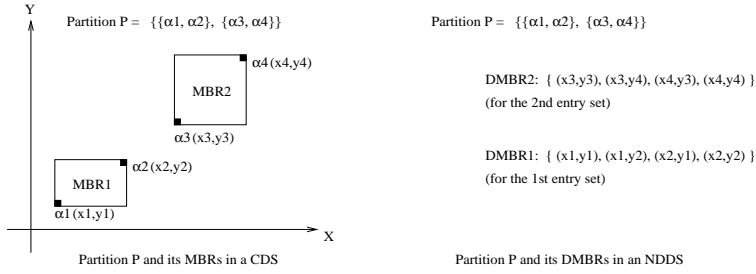 Y
Partition P = {{α1, α2}, {α3, α4}}
α4 (x4,y4)
MBR2
α3 (x3,y3)
α2 (x2,y2)
MBR1
α1 (x1,y1)
X
Partition P and its MBRs in a CDS
Partition P = {{α1, α2}, {α3, α4}}
DMBR2: { (x3,y3), (x3,y4), (x4,y3), (x4,y4) }
(for the 2nd entry set)
DMBR1: { (x1,y1), (x1,y2), (x2,y1), (x2,y2) }
(for the 1st entry set)
Partition P and its DMBRs in an NDDS